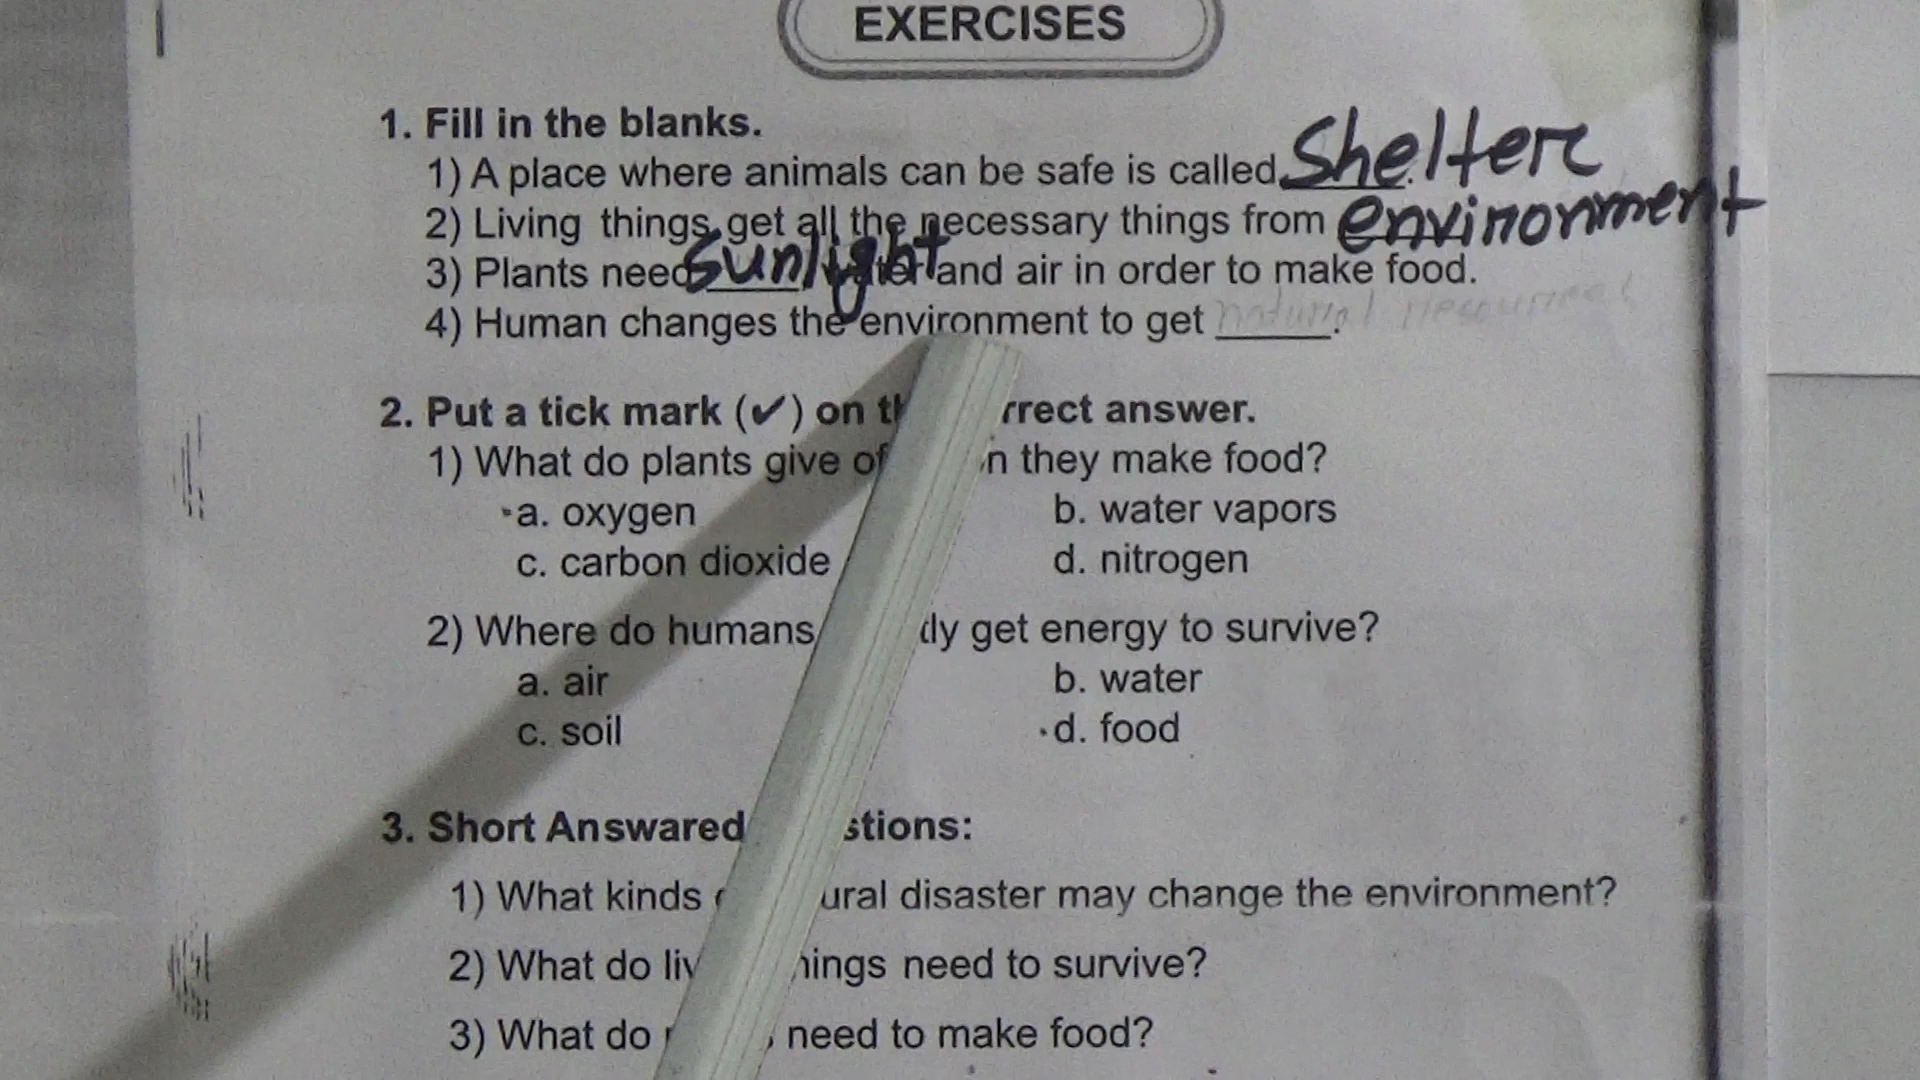 EXERCISES
1. Fill in the blanks.
1) A place where animals can be safe is called Shelter.
2) Living things get all the necessary things from environment
3) Plants need sunlight, water and air in order to make food.
4) Human changes the environment to get natural resources.
2. Put a tick mark (✓) on rrect answer.
1) What do plants give of n they make food?
a. oxygen b. water vapors
c. carbon dioxide d. nitrogen
2) Where do humans dly get energy to survive?
a. air b. water
c. soil d. food
3. Short Answared stions:
1) What kinds ural disaster may change the environment?
2) What do liv hings need to survive?
3) What do need to make food?